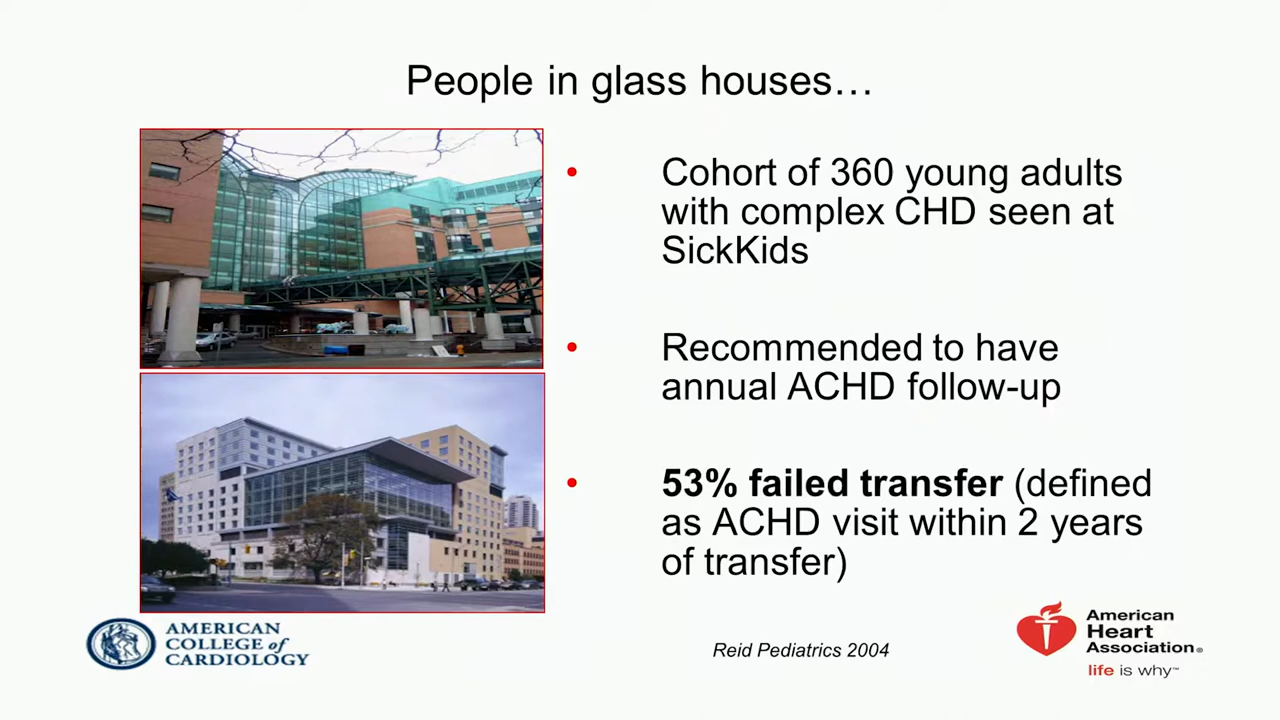 People in glass houses…
• Cohort of 360 young adults
with complex CHD seen at
SickKids
• Recommended to have
annual ACHD follow-up
• 53% failed transfer (defined
as ACHD visit within 2 years
of transfer)
AMERICAN
COLLEGE of
CARDIOLOGY
Reid Pediatrics 2004
American
Heart
Association®
life is why™